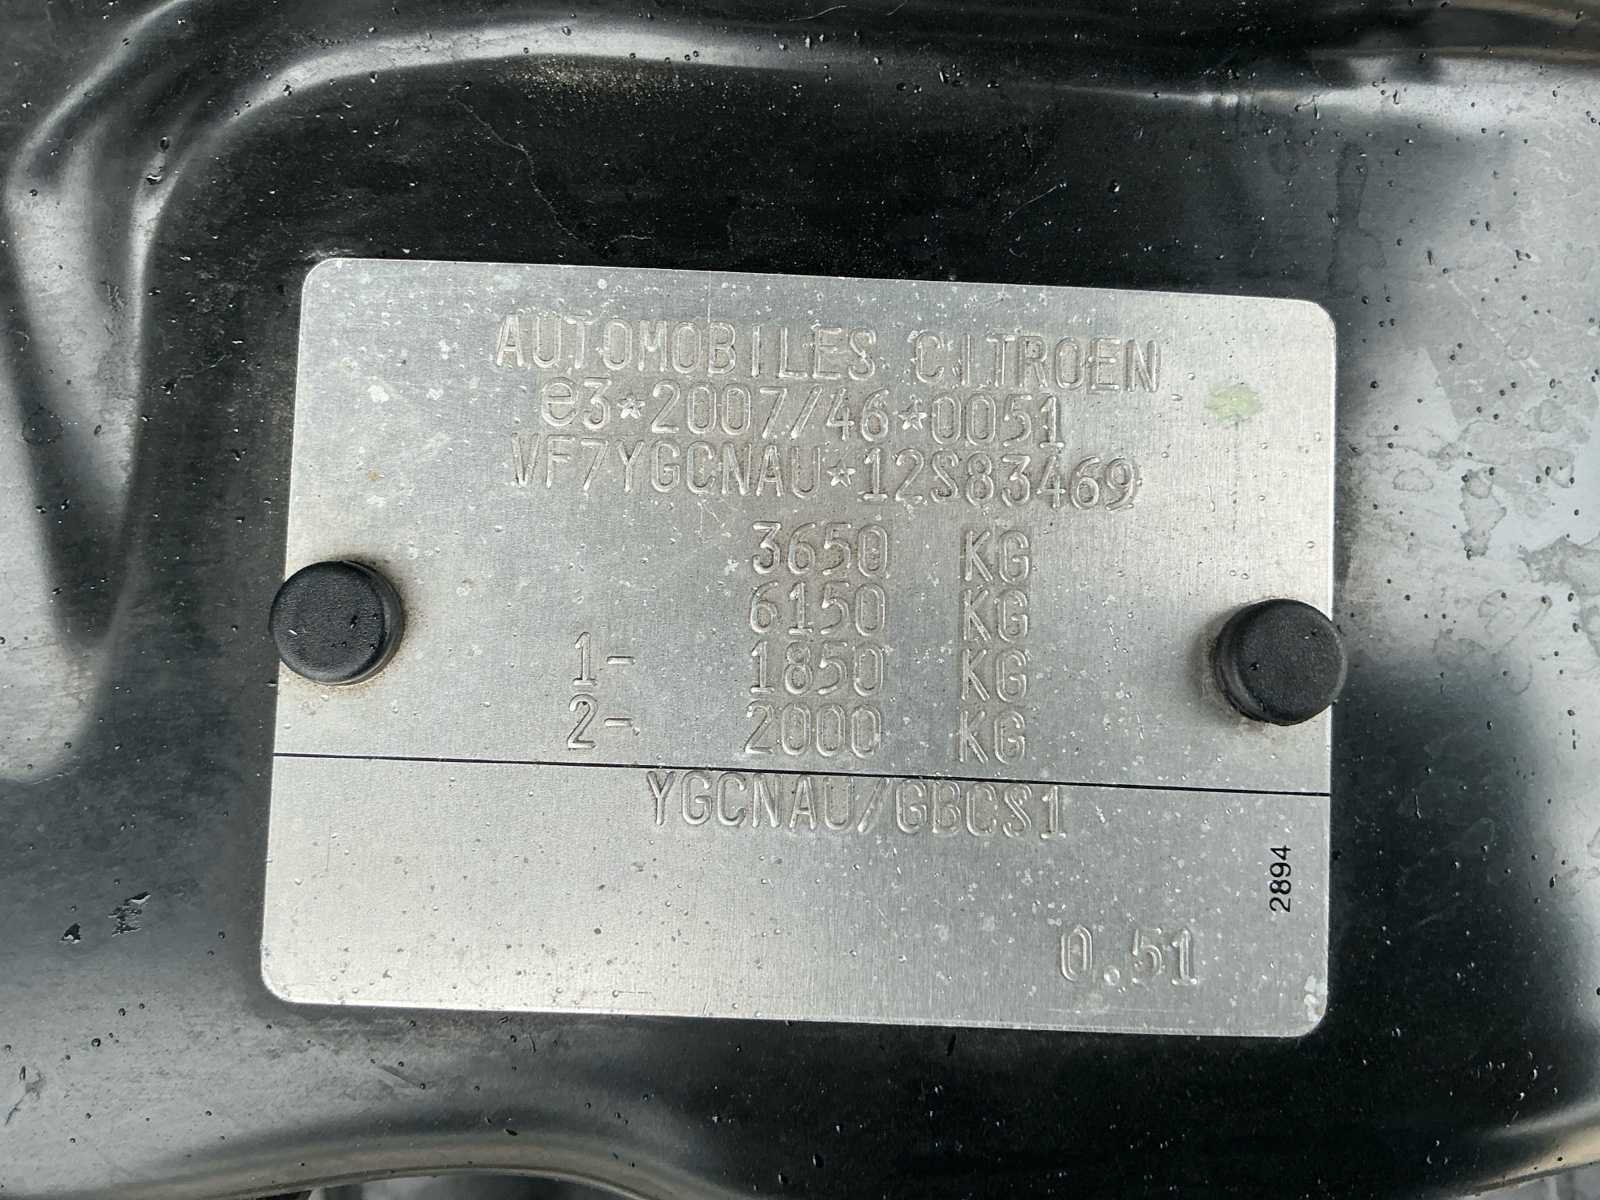 AUTOMOBILES CITROEN
e3*2007/46*0051
VF7YGCNAU*12S83469
3650 KG
6150 KG
1- 1850 KG
2- 2000 KG
YGCNAU/GBCS1
2894
0.51